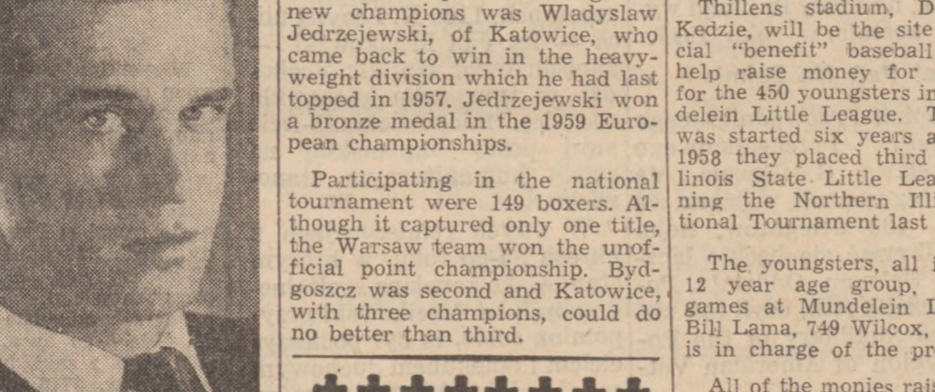 new champions was Wladyslaw
Jedrzejewski, of Katowice, who
came back to win in the heavy-
weight division which he had last
topped in 1957. Jedrzejewski won
a bronze medal in the 1959 Euro-
pean championships.
Participating in the national
tournament were 149 boxers. Al-
though it captured only one title,
the Warsaw team won the unof-
ficial point championship. Byd-
goszcz was second and Katowice,
with three champions, could do
no better than third.
Thillens stadium, D
Kedzie, will be the site
cial "benefit" baseball
help raise money for
for the 450 youngsters in
delein Little League. T
was started six years a
1958 they placed third
linois State Little Lea
ning the Northern Illi
tional Tournament last
The youngsters, all i
12 year age group,
games at Mundelein L
Bill Lama, 749 Wilcox,
is in charge of the pr
All of the monies rais